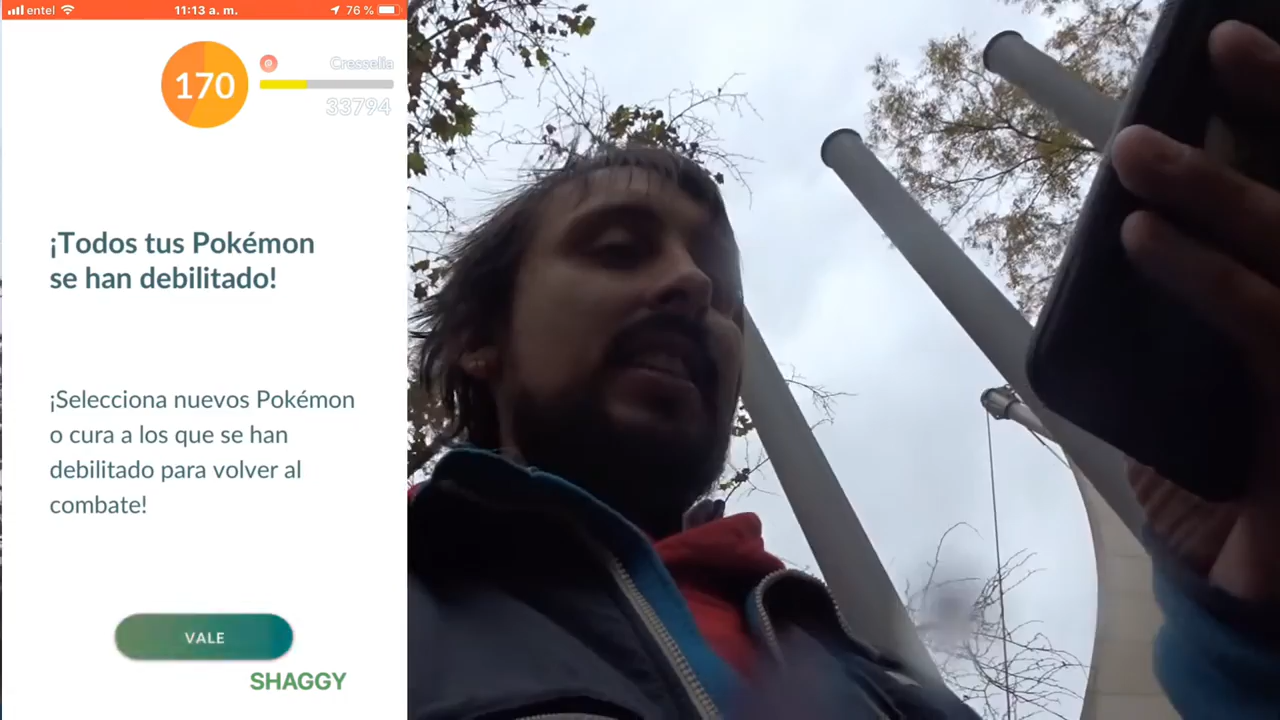 entel 11:13 a. m. 76 %
170
Cresselia
33794
¡Todos tus Pokémon
se han debilitado!
¡Selecciona nuevos Pokémon
o cura a los que se han
debilitado para volver al
combate!
VALE
SHAGGY